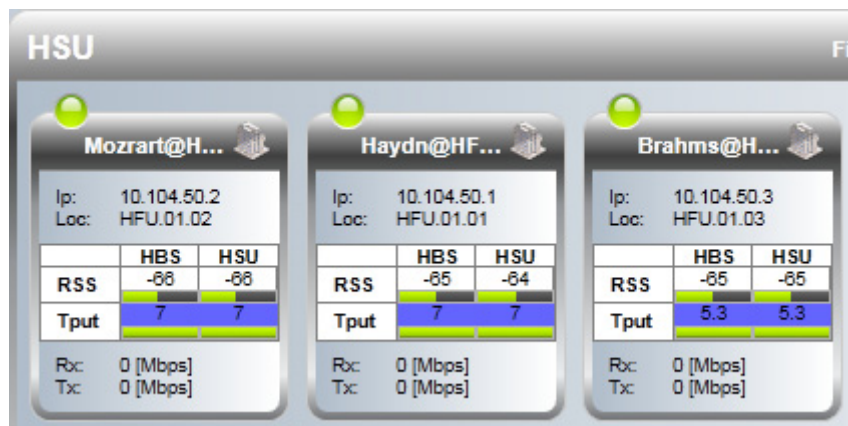 HSU
Fi
Mozrart@H...
Ip: 10.104.50.2
Loc: HFU.01.02
HBS HSU
RSS -66 -66
Tput 7 7
Rx: 0 [Mbps]
Tx: 0 [Mbps]
Haydn@HF...
Ip: 10.104.50.1
Loc: HFU.01.01
HBS HSU
RSS -65 -64
Tput 7 7
Rx: 0 [Mbps]
Tx: 0 [Mbps]
Brahms@H...
Ip: 10.104.50.3
Loc: HFU.01.03
HBS HSU
RSS -65 -65
Tput 5.3 5.3
Rx: 0 [Mbps]
Tx: 0 [Mbps]